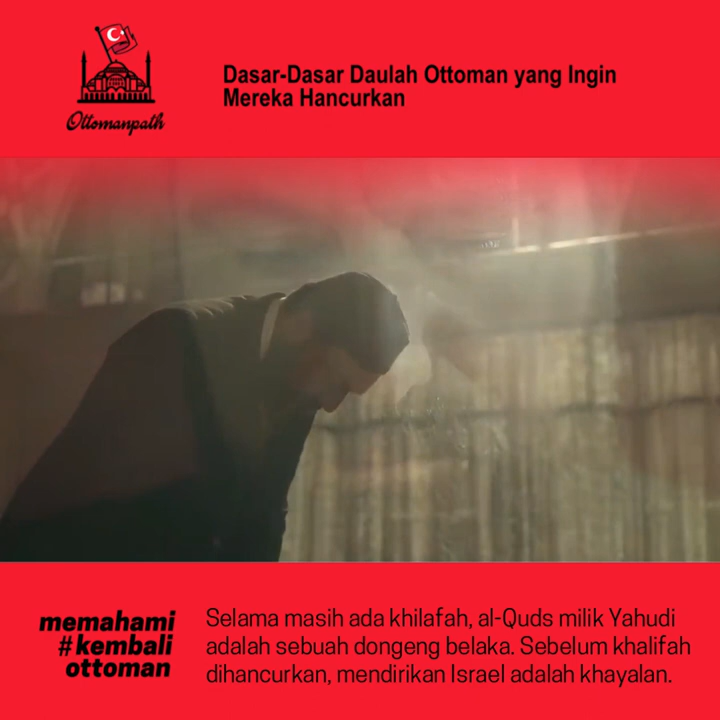 Ottomanpath
Dasar-Dasar Daulah Ottoman yang Ingin
Mereka Hancurkan
memahami
#kembali
ottoman
Selama masih ada khilafah, al-Quds milik Yahudi
adalah sebuah dongeng belaka. Sebelum khalifah
dihancurkan, mendirikan Israel adalah khayalan.